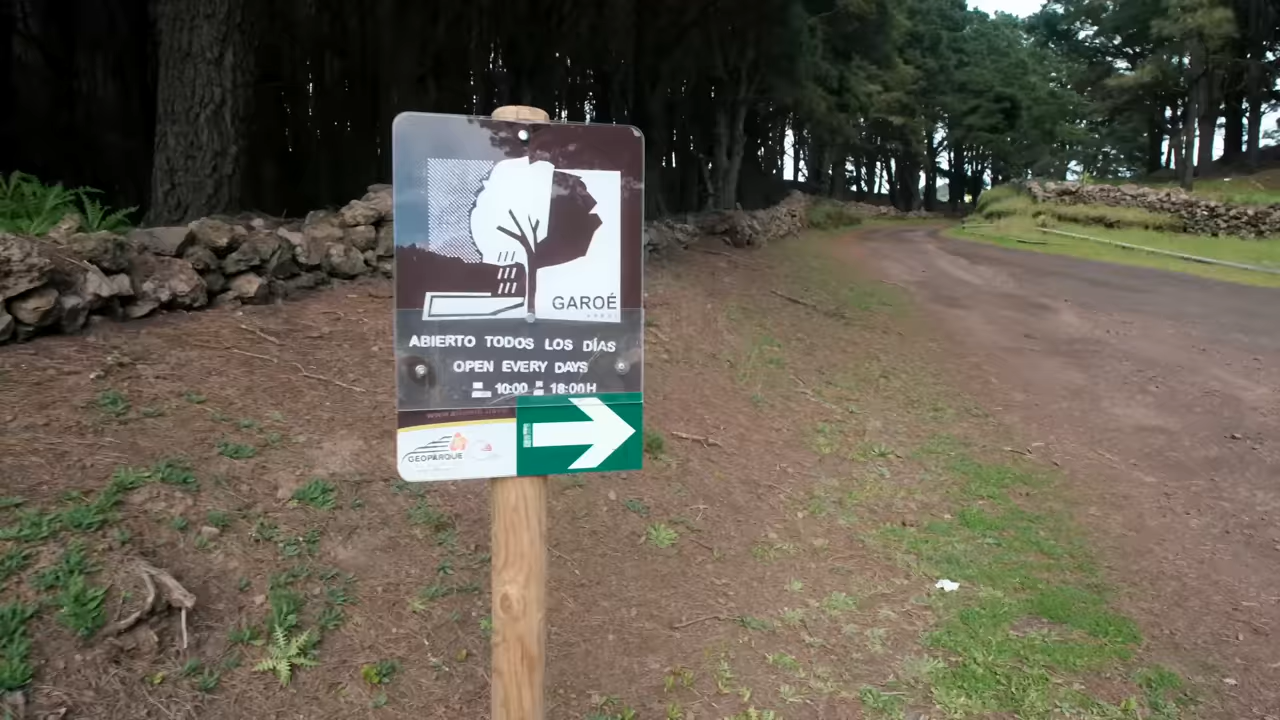 GAROÉ
ABIERTO TODOS LOS DÍAS
OPEN EVERY DAYS
10:00 18:00H
GEOPARQUE